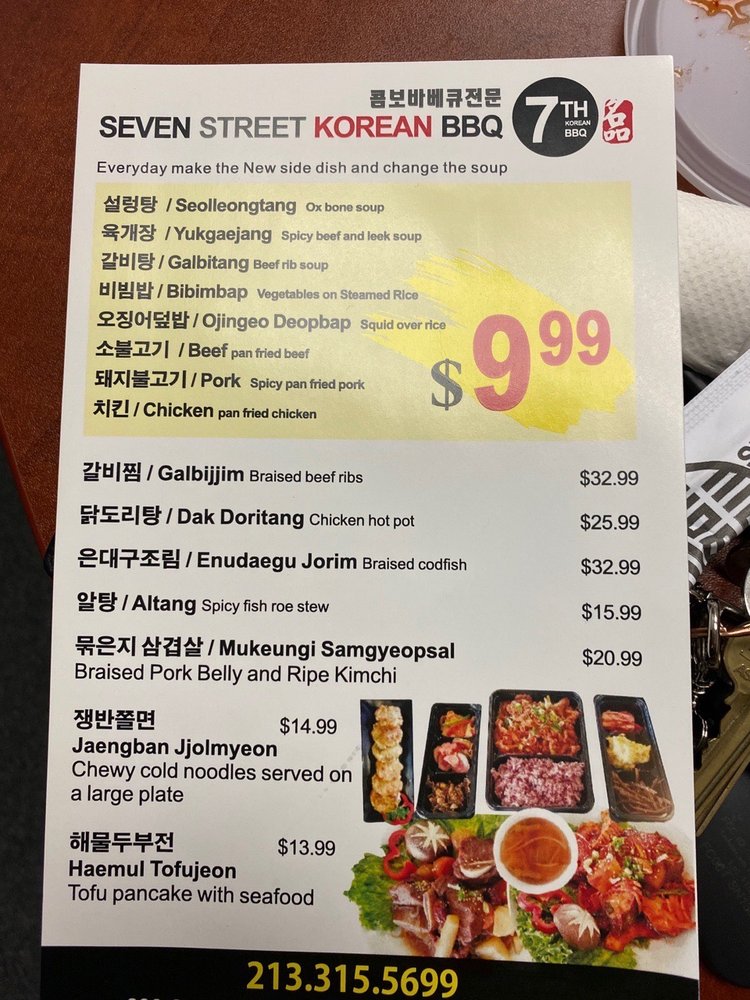 콤보바베큐전문
SEVEN STREET KOREAN BBQ
7TH
KOREAN
BBQ
名品
Everyday make the New side dish and change the soup
설렁탕 / Seolleongtang Ox bone soup
육개장 / Yukgaejang Spicy beef and leek soup
갈비탕 / Galbitang Beef rib soup
비빔밥 / Bibimbap Vegetables on Steamed Rice
오징어덮밥 / Ojingeo Deopbap Squid over rice
소불고기 / Beef pan fried beef
돼지불고기 / Pork Spicy pan fried pork
치킨 / Chicken pan fried chicken
$9.99
갈비찜 / Galbijjim Braised beef ribs $32.99
닭도리탕 / Dak Doritang Chicken hot pot $25.99
은대구조림 / Enudaegu Jorim Braised codfish $32.99
알탕 / Altang Spicy fish roe stew $15.99
묶은지 삼겹살 / Mukeungi Samgyeopsal $20.99
Braised Pork Belly and Ripe Kimchi
쟁반쫄면 $14.99
Jaengban Jjolmyeon
Chewy cold noodles served on
a large plate
해물두부전 $13.99
Haemul Tofujeon
Tofu pancake with seafood
213.315.5699